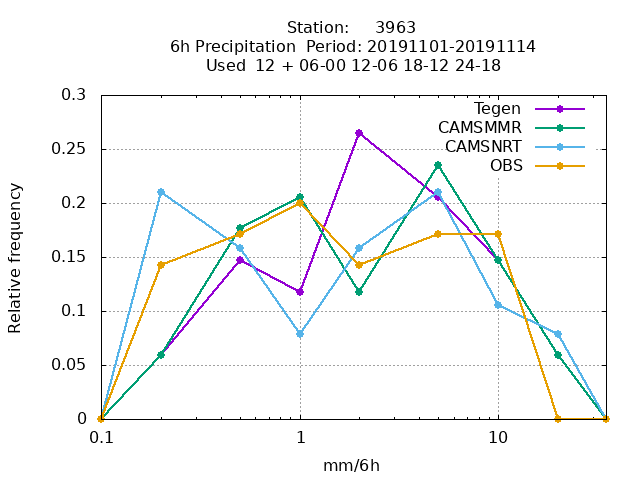 Station: 3963
6h Precipitation Period: 20191101-20191114
Used 12 + 06-00 12-06 18-12 24-18
0.3
0.25
0.2
0.15
0.1
0.05
0
Relative frequency
Tegen
CAMSMMR
CAMSNRT
OBS
0.1 1 10
mm/6h